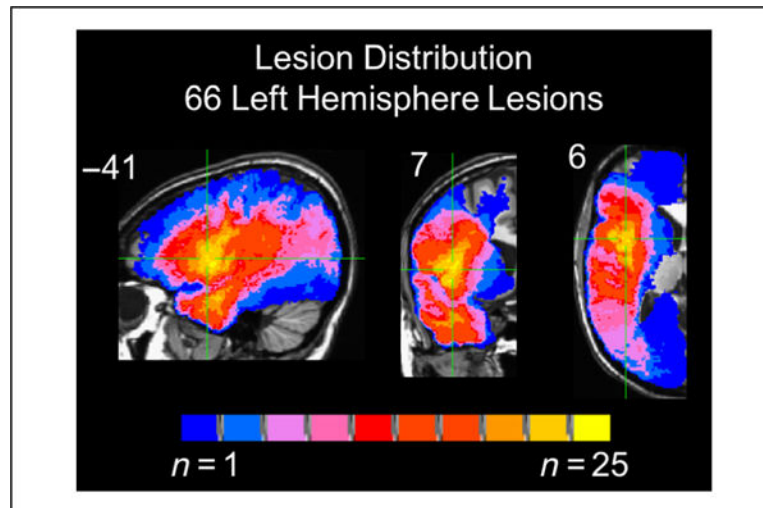 Lesion Distribution
66 Left Hemisphere Lesions
–41
7
6
n = 1
n = 25